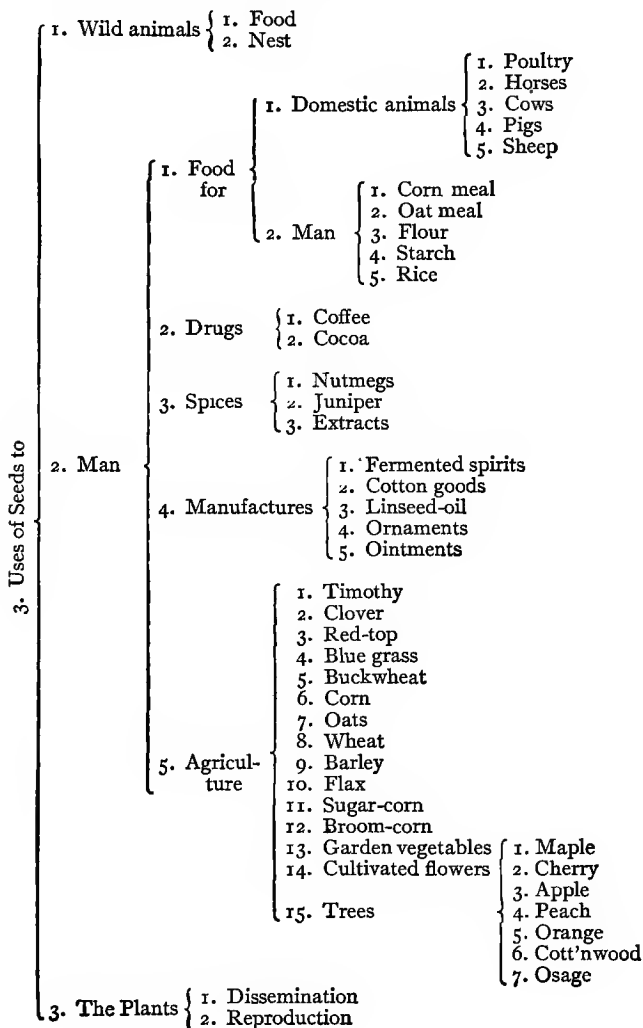 3. Uses of Seeds to
1. Wild animals
1. Food
2. Nest
2. Man
1. Food
for
1. Domestic animals
1. Poultry
2. Horses
3. Cows
4. Pigs
5. Sheep
2. Man
1. Corn meal
2. Oat meal
3. Flour
4. Starch
5. Rice
2. Drugs
1. Coffee
2. Cocoa
3. Spices
1. Nutmegs
2. Juniper
3. Extracts
4. Manufactures
1. Fermented spirits
2. Cotton goods
3. Linseed-oil
4. Ornaments
5. Ointments
5. Agricul-
ture
1. Timothy
2. Clover
3. Red-top
4. Blue grass
5. Buckwheat
6. Corn
7. Oats
8. Wheat
9. Barley
10. Flax
11. Sugar-corn
12. Broom-corn
13. Garden vegetables
14. Cultivated flowers
15. Trees
1. Maple
2. Cherry
3. Apple
4. Peach
5. Orange
6. Cott'nwood
7. Osage
3. The Plants
1. Dissemination
2. Reproduction